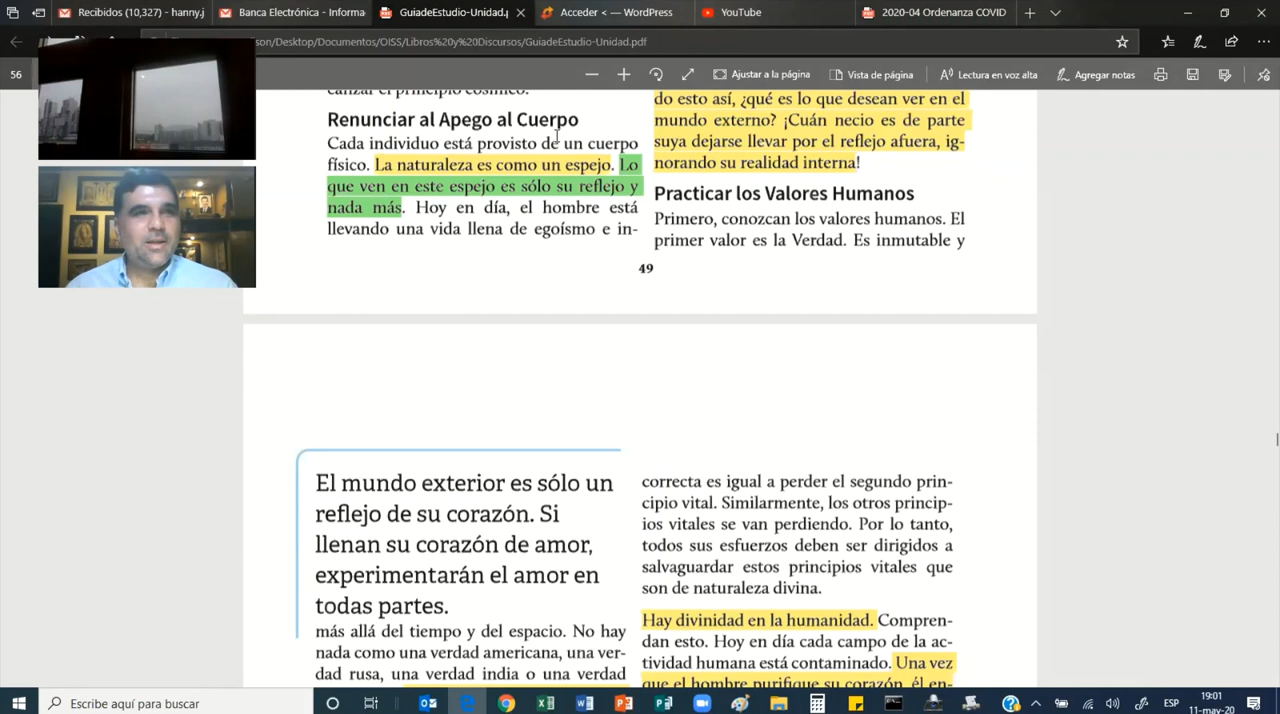 Recibidos (10,327) - hanny.j
Banca Electrónica - Informa
GuiadeEstudio-Unidad.p
Acceder < — WordPress
YouTube
2020-04 Ordenanza COVID
son/Desktop/Documentos/OISS/Libros%20y%20Discursos/GuiadeEstudio-Unidad.pdf
56
Ajustar a la página
Vista de página
Lectura en voz alta
Agregar notas
Renunciar al Apego al Cuerpo
Cada individuo está provisto de un cuerpo
físico. La naturaleza es como un espejo. Lo
que ven en este espejo es sólo su reflejo y
nada más. Hoy en día, el hombre está
llevando una vida llena de egoísmo e in-
do esto así, ¿qué es lo que desean ver en el
mundo externo? ¡Cuán necio es de parte
suya dejarse llevar por el reflejo afuera, ig-
norando su realidad interna!
Practicar los Valores Humanos
Primero, conozcan los valores humanos. El
primer valor es la Verdad. Es inmutable y
49
El mundo exterior es sólo un
reflejo de su corazón. Si
llenan su corazón de amor,
experimentarán el amor en
todas partes.
más allá del tiempo y del espacio. No hay
nada como una verdad americana, una ver-
dad rusa, una verdad india o una verdad
correcta es igual a perder el segundo prin-
cipio vital. Similarmente, los otros princip-
ios vitales se van perdiendo. Por lo tanto,
todos sus esfuerzos deben ser dirigidos a
salvaguardar estos principios vitales que
son de naturaleza divina.
Hay divinidad en la humanidad. Compren-
dan esto. Hoy en día cada campo de la ac-
tividad humana está contaminado. Una vez
que el hombre purifique su corazón, él en-
Escribe aquí para buscar
ESP
19:01
11-may.-20